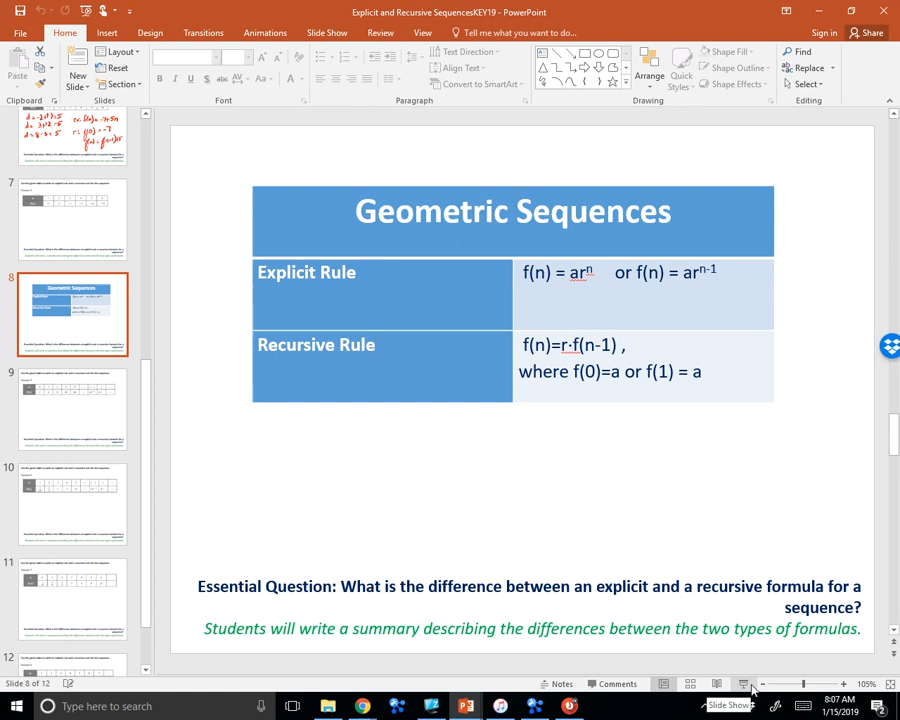 Explicit and Recursive SequencesKEY19 - PowerPoint
File Home Insert Design Transitions Animations Slide Show Review View Tell me what you want to do... Sign in Share
Paste
New Slide
Layout
Reset
Section
B I U S abc AV Aa A
Text Direction
Align Text
Convert to SmartArt
Arrange
Quick Styles
Shape Fill
Shape Outline
Shape Effects
Find
Replace
Select
Clipboard Slides Font Paragraph Drawing Editing
7
8
9
10
11
12
Geometric Sequences
Explicit Rule f(n) = arⁿ or f(n) = arⁿ⁻¹
Recursive Rule f(n)=r·f(n-1) ,
where f(0)=a or f(1) = a
Essential Question: What is the difference between an explicit and a recursive formula for a
sequence?
Students will write a summary describing the differences between the two types of formulas.
Slide 8 of 12 Notes Comments 105%
Slide Show
Type here to search
8:07 AM
1/15/2019
2